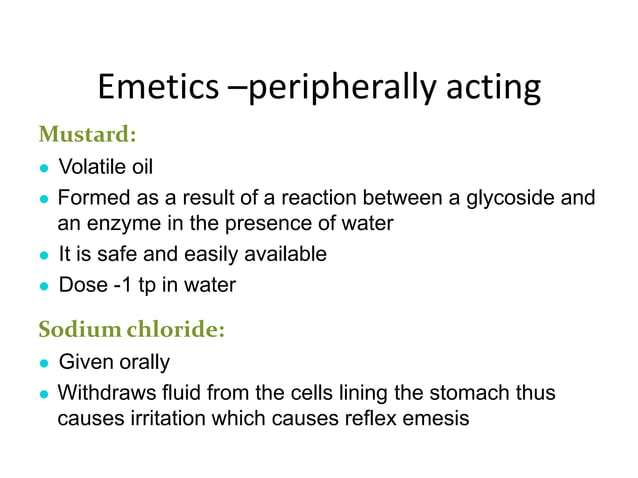 Emetics –peripherally acting
Mustard:
● Volatile oil
● Formed as a result of a reaction between a glycoside and
an enzyme in the presence of water
● It is safe and easily available
● Dose -1 tp in water
Sodium chloride:
● Given orally
● Withdraws fluid from the cells lining the stomach thus
causes irritation which causes reflex emesis